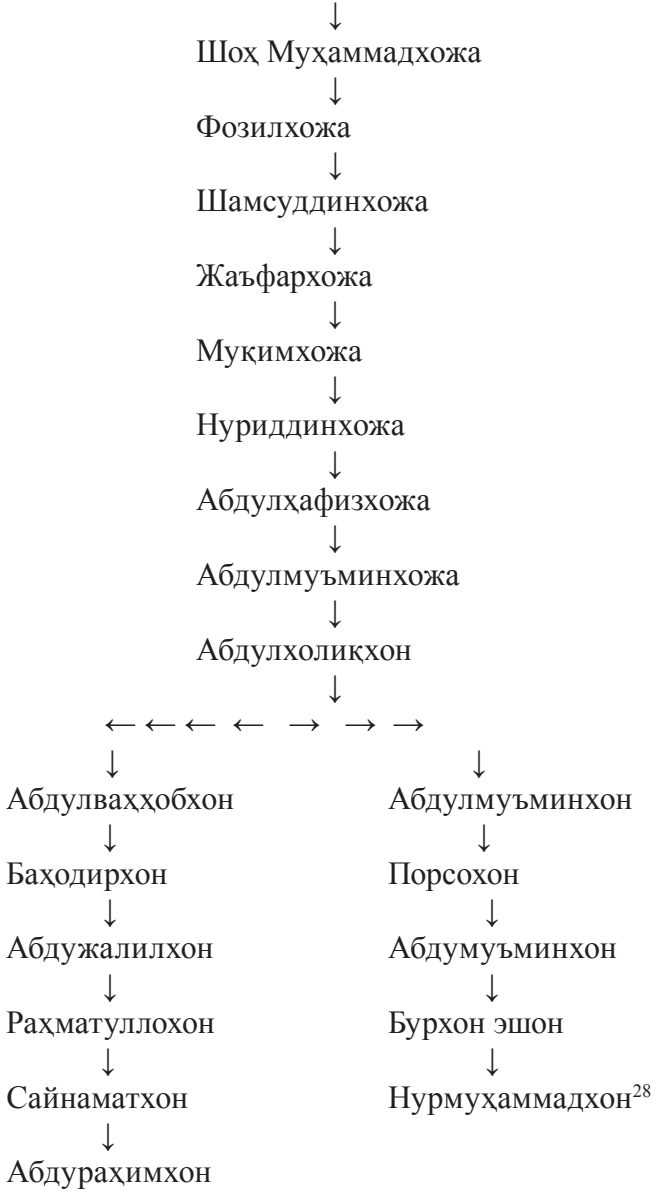 ↓
Шоҳ Муҳаммадхожа
↓
Фозилхожа
↓
Шамсуддинхожа
↓
Жаъфархожа
↓
Муқимхожа
↓
Нуриддинхожа
↓
Абдулҳафизхожа
↓
Абдулмуъминхожа
↓
Абдулхолиқхон
↓
← ← ← ← → → →
↓ ↓
Абдулваҳҳобхон Абдулмуъминхон
↓ ↓
Баҳодирхон Порсохон
↓ ↓
Абдужалилхон Абдумуъминхон
↓ ↓
Раҳматуллохон Бурхон эшон
↓ ↓
Сайнаматхон Нурмуҳаммадхон²⁸
↓
Абдураҳимхон